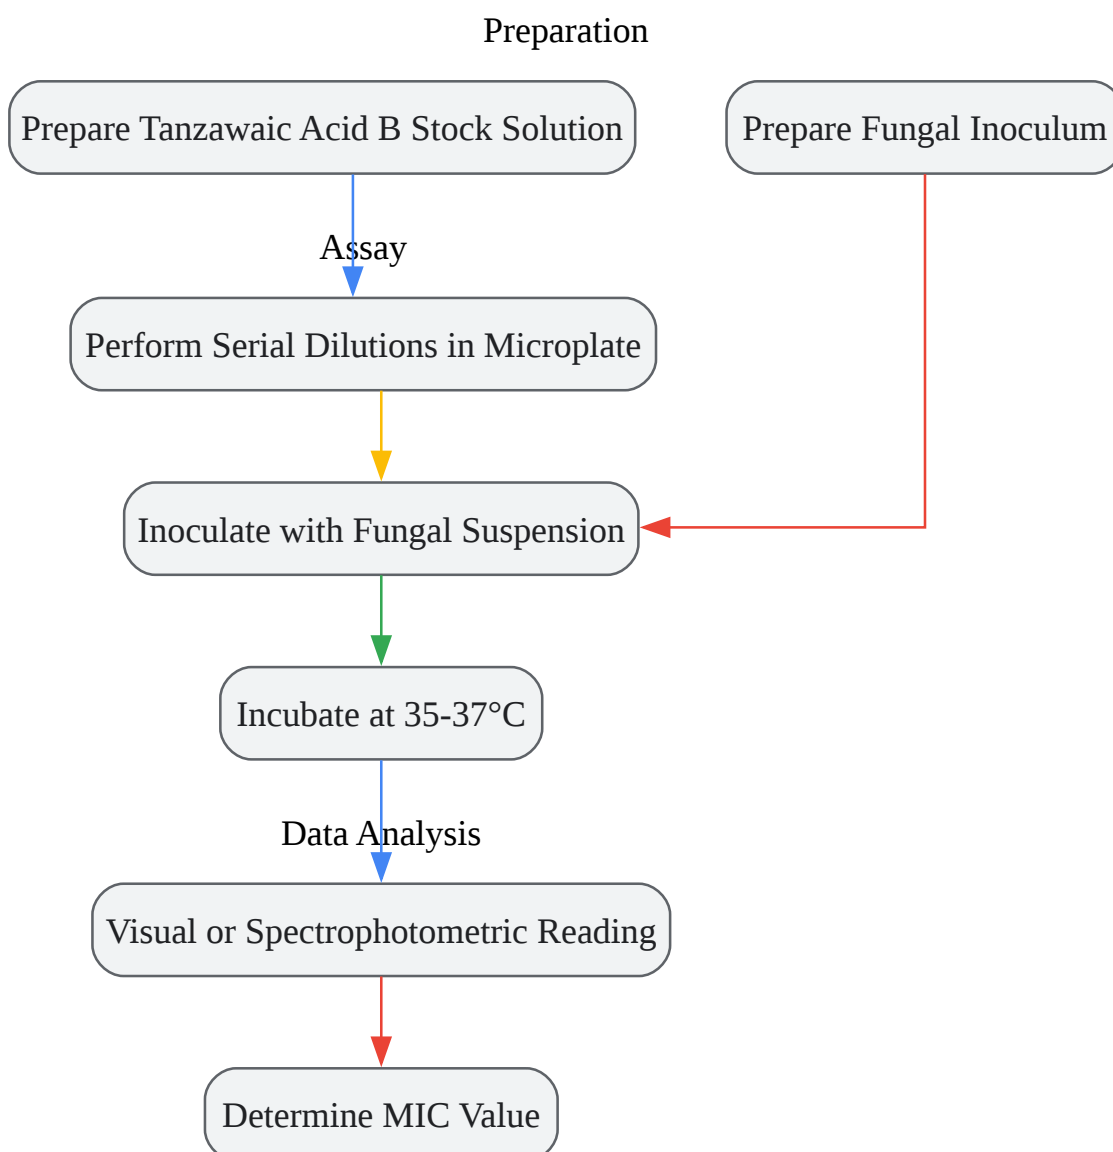 Preparation
Prepare Tanzawaic Acid B Stock Solution
Prepare Fungal Inoculum
Assay
Perform Serial Dilutions in Microplate
Inoculate with Fungal Suspension
Incubate at 35-37°C
Data Analysis
Visual or Spectrophotometric Reading
Determine MIC Value